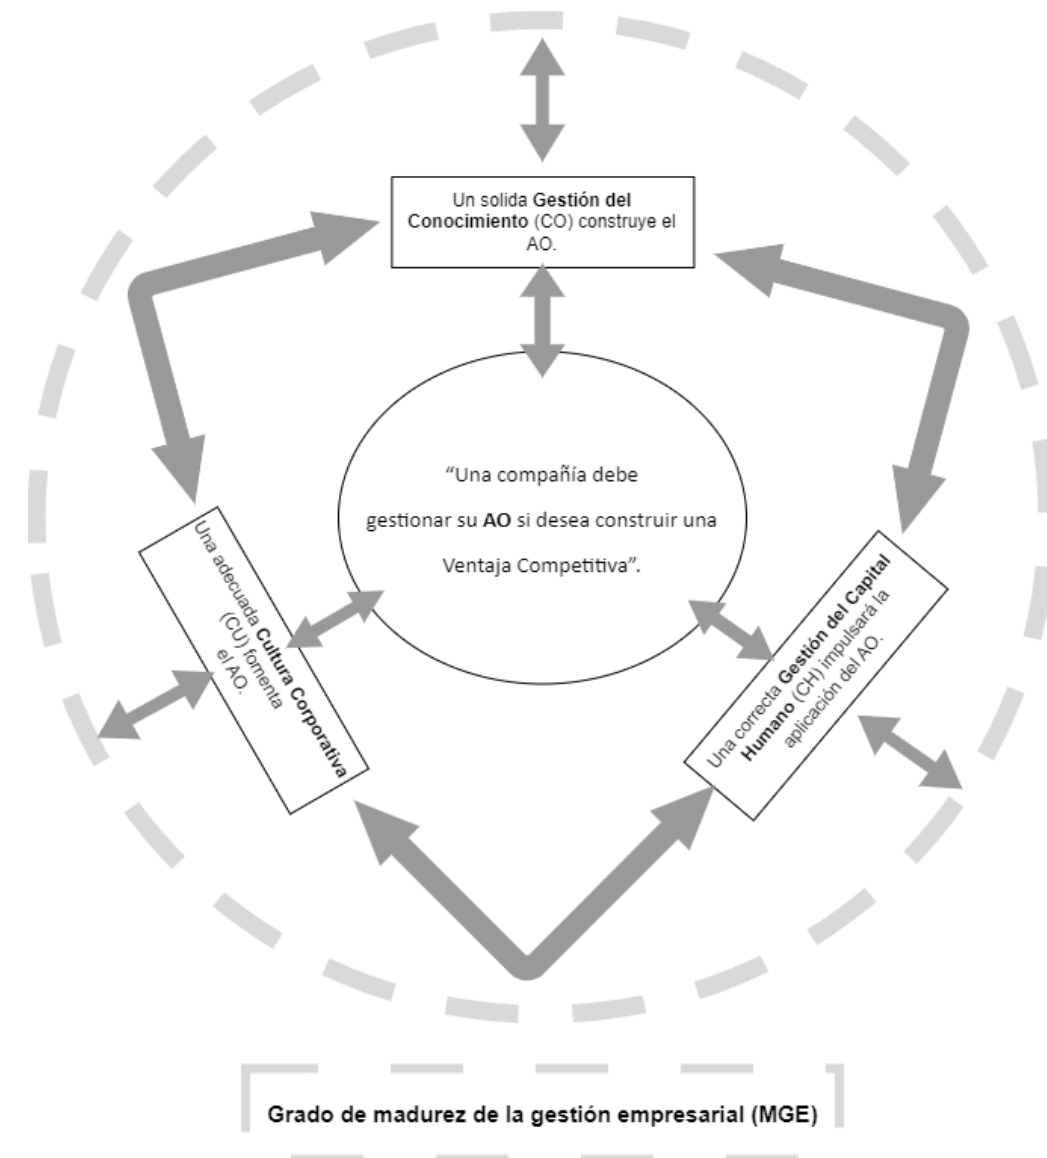 Un solida Gestión del
Conocimiento (CO) construye el
AO.
“Una compañía debe
gestionar su AO si desea construir una
Ventaja Competitiva”.
Una adecuada Cultura Corporativa
(CU) fomenta
el AO.
Una correcta Gestión del Capital
Humano (CH) impulsará la
aplicación del AO.
Grado de madurez de la gestión empresarial (MGE)